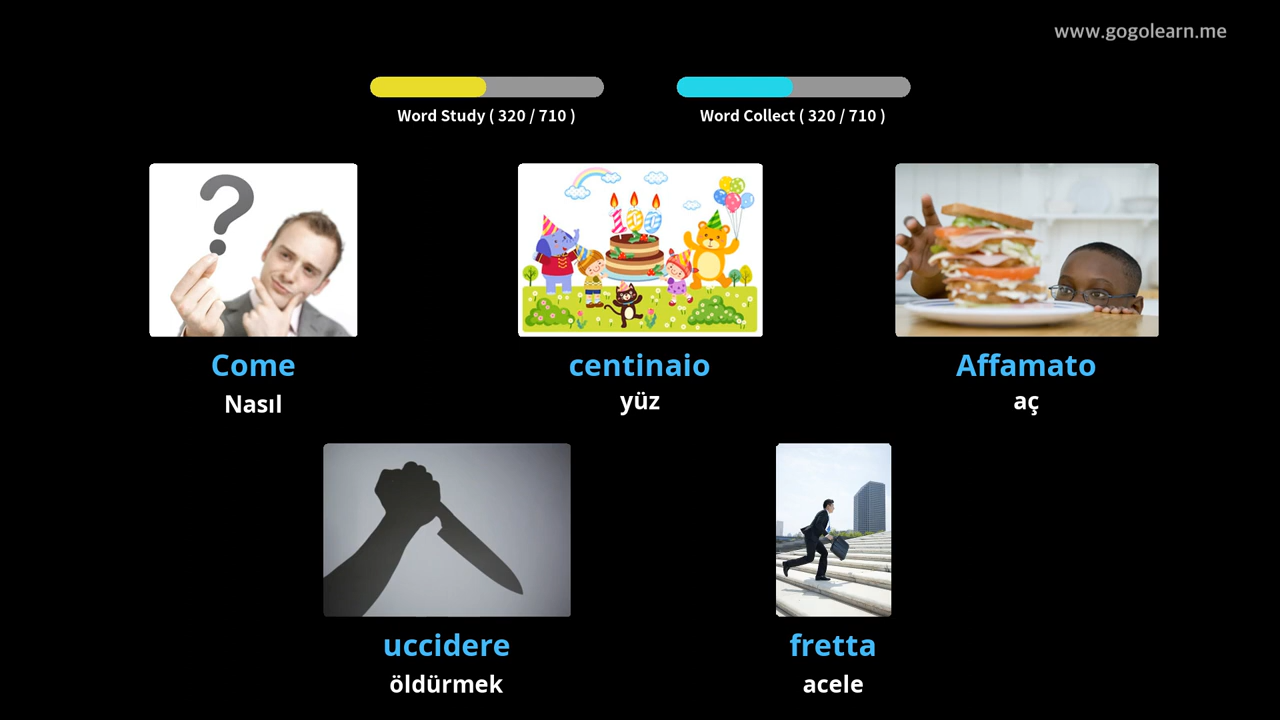 www.gogolearn.me
Word Study ( 320 / 710 )
Word Collect ( 320 / 710 )
100
Come
Nasıl
centinaio
yüz
Affamato
aç
uccidere
öldürmek
fretta
acele